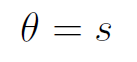 θ = s